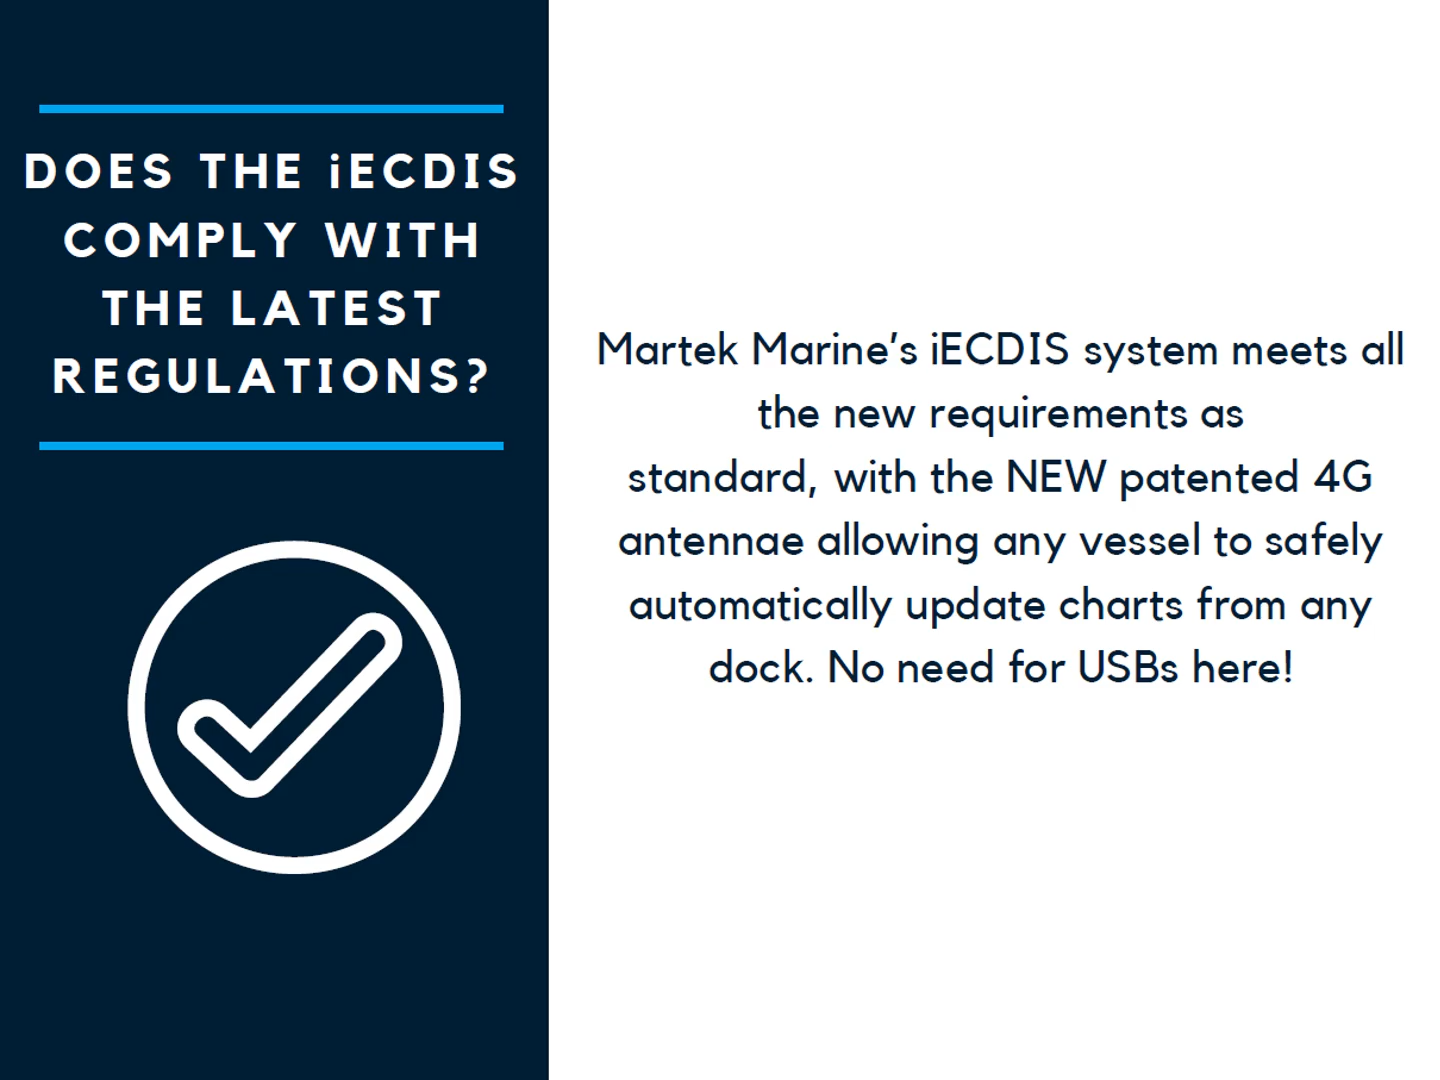 DOES THE iECDIS
COMPLY WITH
THE LATEST
REGULATIONS?
Martek Marine’s iECDIS system meets all
the new requirements as
standard, with the NEW patented 4G
antennae allowing any vessel to safely
automatically update charts from any
dock. No need for USBs here!